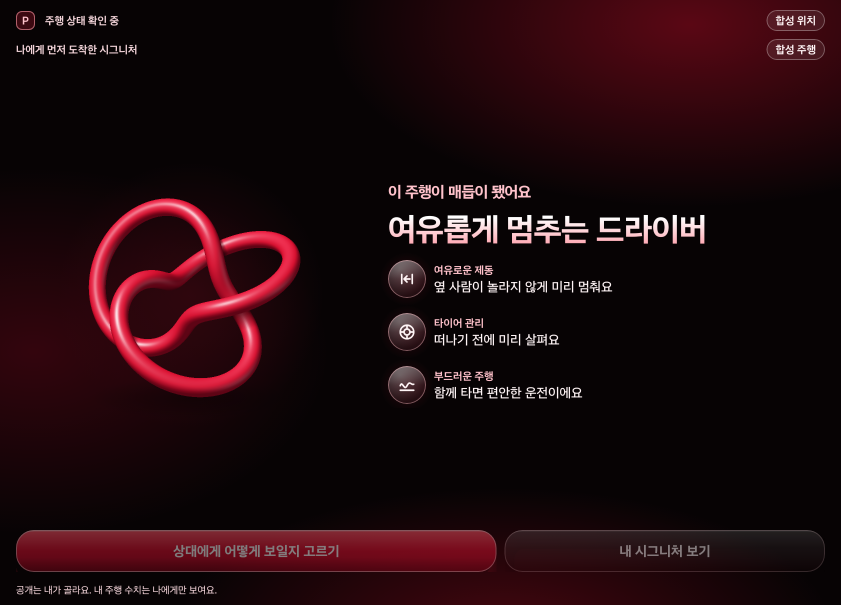 P 주행 상태 확인 중
합성 위치
나에게 먼저 도착한 시그니처
합성 주행
이 주행이 매듭이 됐어요
여유롭게 멈추는 드라이버
여유로운 제동
옆 사람이 놀라지 않게 미리 멈춰요
타이어 관리
떠나기 전에 미리 살펴요
부드러운 주행
함께 타면 편안한 운전이에요
상대에게 어떻게 보일지 고르기
내 시그니처 보기
공개는 내가 골라요. 내 주행 수치는 나에게만 보여요.